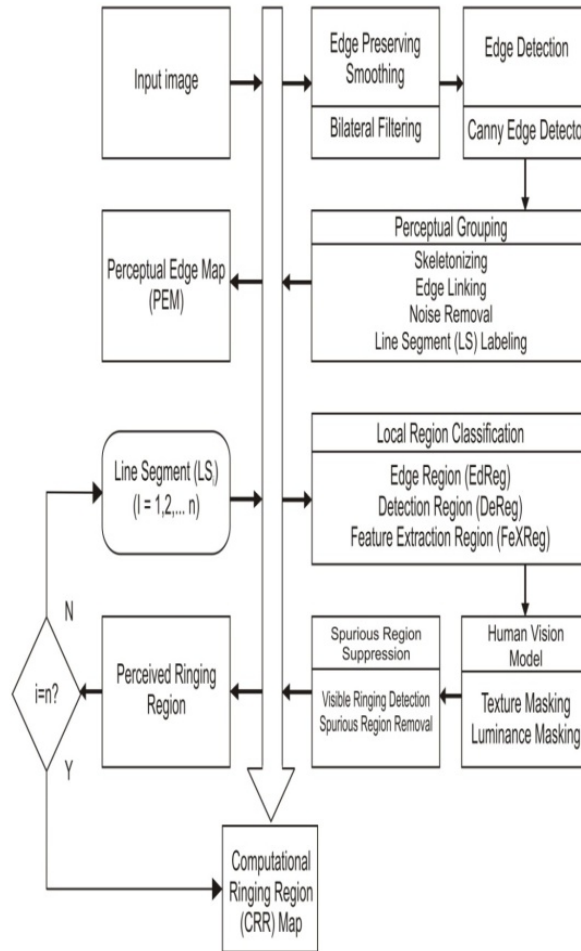 Input image
Edge Preserving
Smoothing
Bilateral Filtering
Edge Detection
Canny Edge Detecto
Perceptual Edge Map
(PEM)
Perceptual Grouping
Skeletonizing
Edge Linking
Noise Removal
Line Segment (LS) Labeling
Line Segment (LSi)
(I = 1,2,... n)
Local Region Classification
Edge Region (EdReg)
Detection Region (DeReg)
Feature Extraction Region (FeXReg)
N
i=n?
Y
Perceived Ringing
Region
Spurious Region
Suppression
Visible Ringing Detection
Spurious Region Removal
Human Vision
Model
Texture Masking
Luminance Masking
Computational
Ringing Region
(CRR) Map